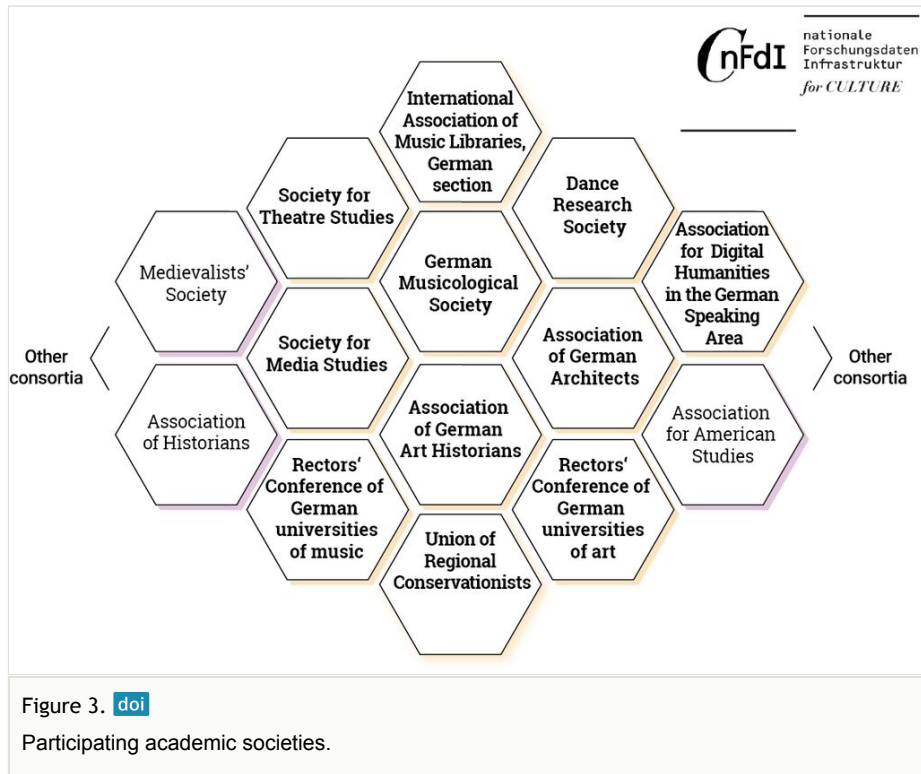 CnFdI
nationale
Forschungsdaten
Infrastruktur
for CULTURE
International
Association of
Music Libraries,
German
section
Society for
Theatre Studies
Dance
Research
Society
Medievalists‘
Society
German
Musicological
Society
Association
for Digital
Humanities
in the German
Speaking
Area
Society for
Media Studies
Association
of German
Architects
Other
consortia
Other
consortia
Association
of Historians
Association
of German
Art Historians
Association
for American
Studies
Rectors‘
Conference of
German
universities
of music
Rectors‘
Conference of
German
universities
of art
Union of
Regional
Conservationists
Figure 3. doi
Participating academic societies.